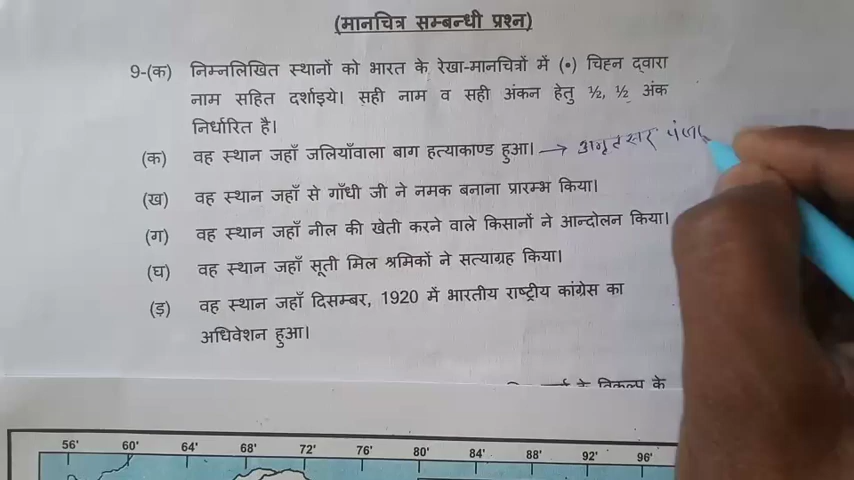 (मानचित्र सम्बन्धी प्रश्न)
9-(क) निम्नलिखित स्थानों को भारत के रेखा-मानचित्रों में (•) चिह्न द्वारा
नाम सहित दर्शाइये। सही नाम व सही अंकन हेतु ½, ½ अंक
निर्धारित है।
(क) वह स्थान जहाँ जलियाँवाला बाग हत्याकाण्ड हुआ। → अमृतसर
(ख) वह स्थान जहाँ से गाँधी जी ने नमक बनाना प्रारम्भ किया।
(ग) वह स्थान जहाँ नील की खेती करने वाले किसानों ने आन्दोलन किया।
(घ) वह स्थान जहाँ सूती मिल श्रमिकों ने सत्याग्रह किया।
(ड़) वह स्थान जहाँ दिसम्बर, 1920 में भारतीय राष्ट्रीय कांग्रेस का
अधिवेशन हुआ।
के विकल्प के
56' 60' 64' 68' 72' 76' 80' 84' 88' 92' 96'